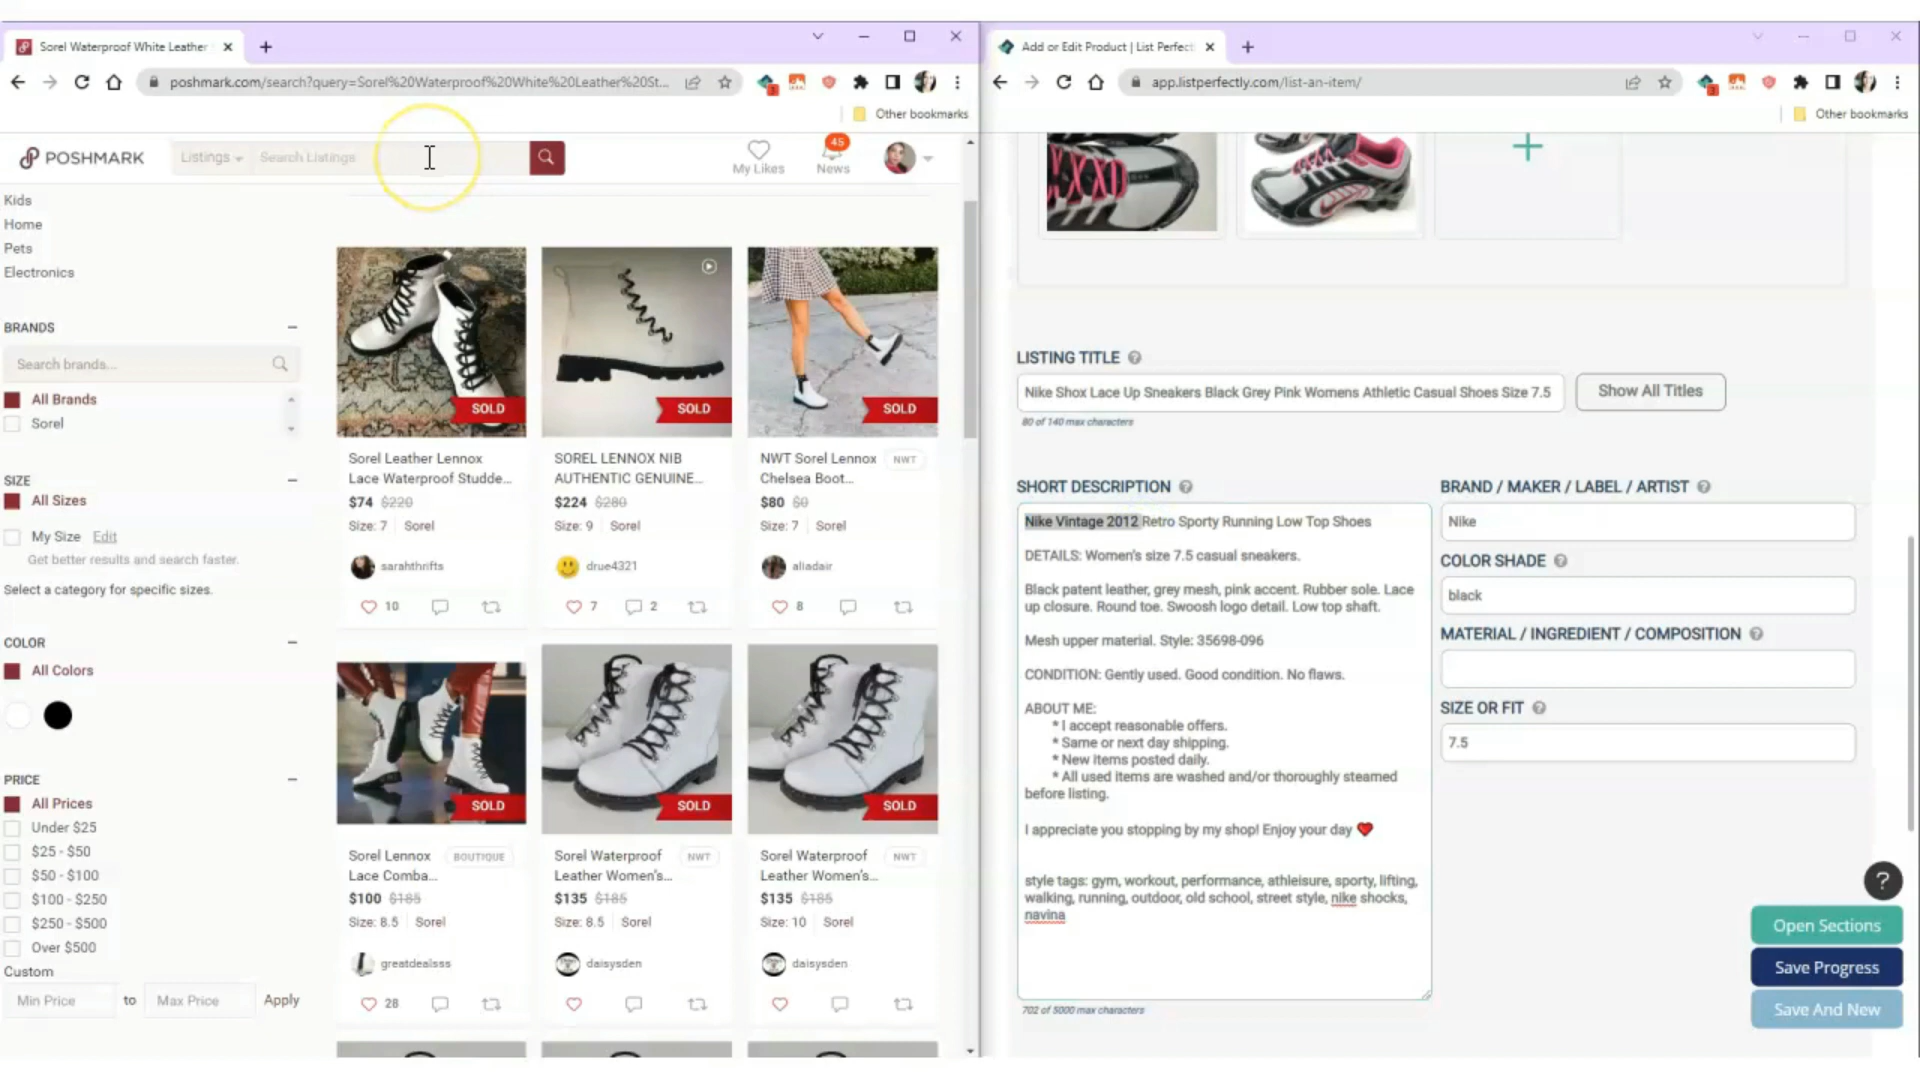 Sorel Waterproof White Leather
poshmark.com/search?query=Sorel%20Waterproof%20White%20Leather%20St...
3
Other bookmarks
POSHMARK
Listings
Search Listings
My Likes
45
News
Kids
Home
Pets
Electronics
BRANDS
Search brands...
All Brands
Sorel
SIZE
All Sizes
My Size Edit
Get better results and search faster.
Select a category for specific sizes.
COLOR
All Colors
PRICE
All Prices
Under $25
$25 - $50
$50 - $100
$100 - $250
$250 - $500
Over $500
Custom
Min Price to Max Price Apply
SOLD
Sorel Leather Lennox
Lace Waterproof Studde...
$74 $220
Size: 7 | Sorel
sarahthrifts
10
SOLD
SOREL LENNOX NIB
AUTHENTIC GENUINE...
$224 $280
Size: 9 | Sorel
drue4321
7 2
SOLD
NWT Sorel Lennox NWT
Chelsea Boot...
$80 $0
Size: 7 | Sorel
aliadair
8
SOLD
Sorel Lennox BOUTIQUE
Lace Comba...
$100 $185
Size: 8.5 | Sorel
greatdealsss
28
SOLD
Sorel Waterproof NWT
Leather Women's...
$135 $185
Size: 8.5 | Sorel
daisysden
SOLD
Sorel Waterproof NWT
Leather Women's...
$135 $185
Size: 10 | Sorel
daisysden
Add or Edit Product | List Perfect
app.listperfectly.com/list-an-item/
3
Other bookmarks
LISTING TITLE
Nike Shox Lace Up Sneakers Black Grey Pink Womens Athletic Casual Shoes Size 7.5
Show All Titles
80 of 140 max characters
SHORT DESCRIPTION
Nike Vintage 2012 Retro Sporty Running Low Top Shoes
DETAILS: Women's size 7.5 casual sneakers.
Black patent leather, grey mesh, pink accent. Rubber sole. Lace
up closure. Round toe. Swoosh logo detail. Low top shaft.
Mesh upper material. Style: 35698-096
CONDITION: Gently used. Good condition. No flaws.
ABOUT ME:
* I accept reasonable offers.
* Same or next day shipping.
* New items posted daily.
* All used items are washed and/or thoroughly steamed
before listing.
I appreciate you stopping by my shop! Enjoy your day ❤
style tags: gym, workout, performance, athleisure, sporty, lifting,
walking, running, outdoor, old school, street style, nike shocks,
navina
702 of 5000 max characters
BRAND / MAKER / LABEL / ARTIST
Nike
COLOR SHADE
black
MATERIAL / INGREDIENT / COMPOSITION
SIZE OR FIT
7.5
?
Open Sections
Save Progress
Save And New